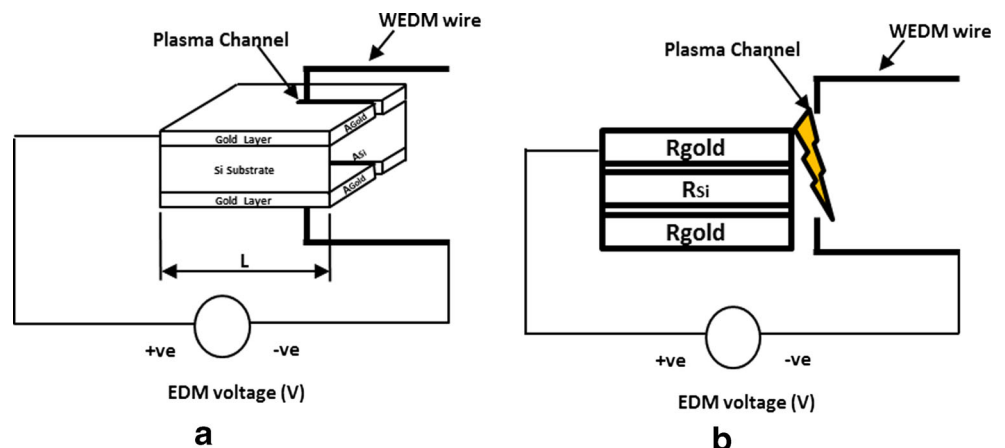 WEDM wire
Plasma Channel
Gold Layer
AGold
Si Substrate
ASi
Gold Layer
AGold
L
+ve
-ve
EDM voltage (V)
a
WEDM wire
Plasma Channel
Rgold
RSi
Rgold
+ve
-ve
EDM voltage (V)
b